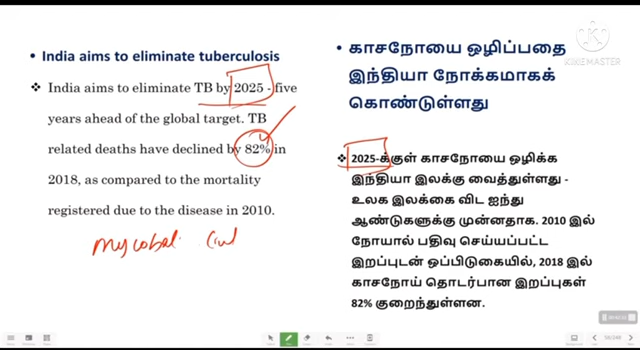 India aims to eliminate tuberculosis
India aims to eliminate TB by 2025 - five
years ahead of the global target. TB
related deaths have declined by 82% in
2018, as compared to the mortality
registered due to the disease in 2010.
காசநோயை ஒழிப்பதை
இந்தியா நோக்கமாகக்
கொண்டுள்ளது
2025-க்குள் காசநோயை ஒழிக்க
இந்தியா இலக்கு வைத்துள்ளது -
உலக இலக்கை விட ஐந்து
ஆண்டுகளுக்கு முன்னதாக. 2010 இல்
நோயால் பதிவு செய்யப்பட்ட
இறப்புடன் ஒப்பிடுகையில், 2018 இல்
காசநோய் தொடர்பான இறப்புகள்
82% குறைந்துள்ளன.
KINEMASTER